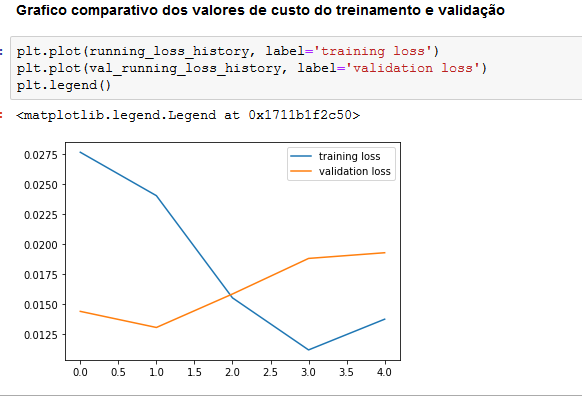 Grafico comparativo dos valores de custo do treinamento e validação
plt.plot(running_loss_history, label='training loss')
plt.plot(val_running_loss_history, label='validation loss')
plt.legend()
<matplotlib.legend.Legend at 0x1711b1f2c50>
training loss
validation loss
0.0275
0.0250
0.0225
0.0200
0.0175
0.0150
0.0125
0.0 0.5 1.0 1.5 2.0 2.5 3.0 3.5 4.0